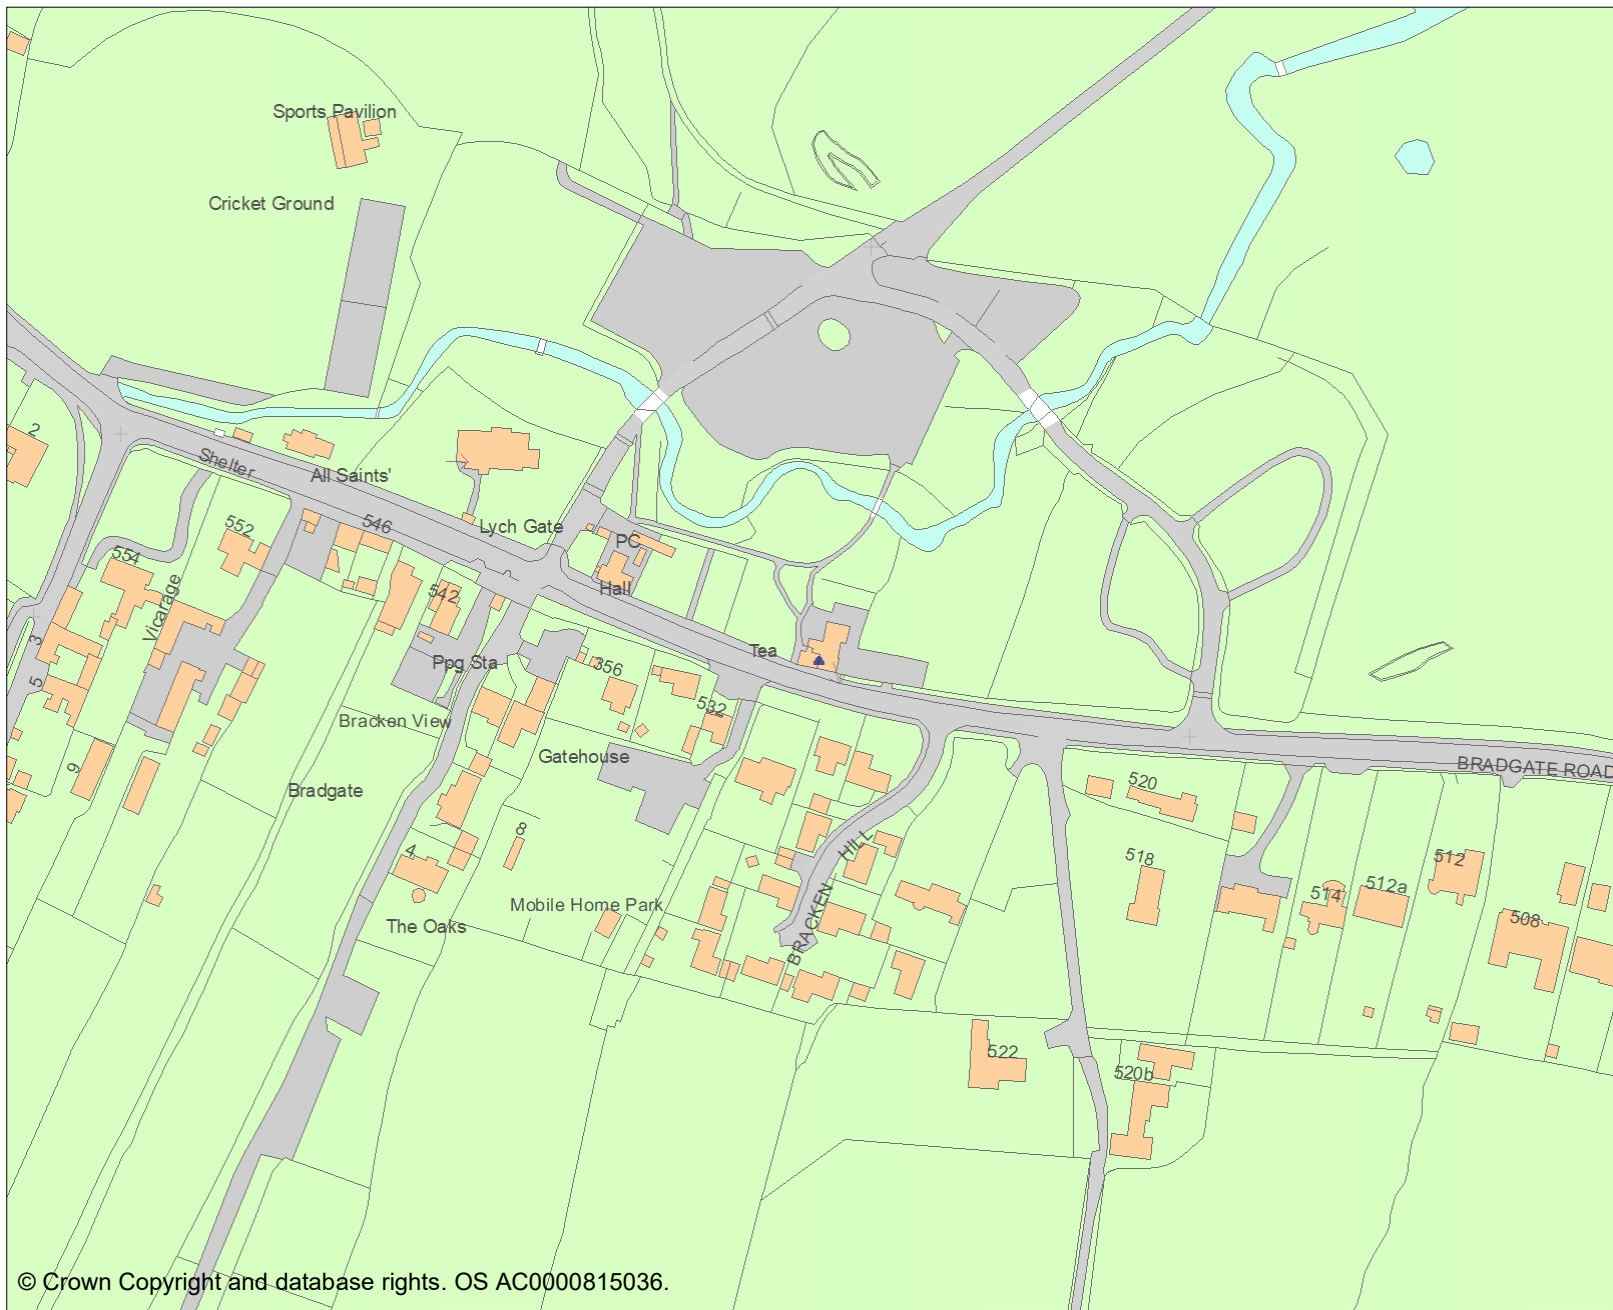 Sports Pavilion
Cricket Ground
2
Shelter
All Saints'
Lych Gate
PC
Hall
546
552
554
542
Vicarage
3
5
9
Ppg Sta
356
532
Tea
Bracken View
Gatehouse
Bradgate
BRADGATE ROAD
520
518
514
512a
512
508
4
8
BRACKEN HILL
Mobile Home Park
The Oaks
522
520b
© Crown Copyright and database rights. OS AC0000815036.